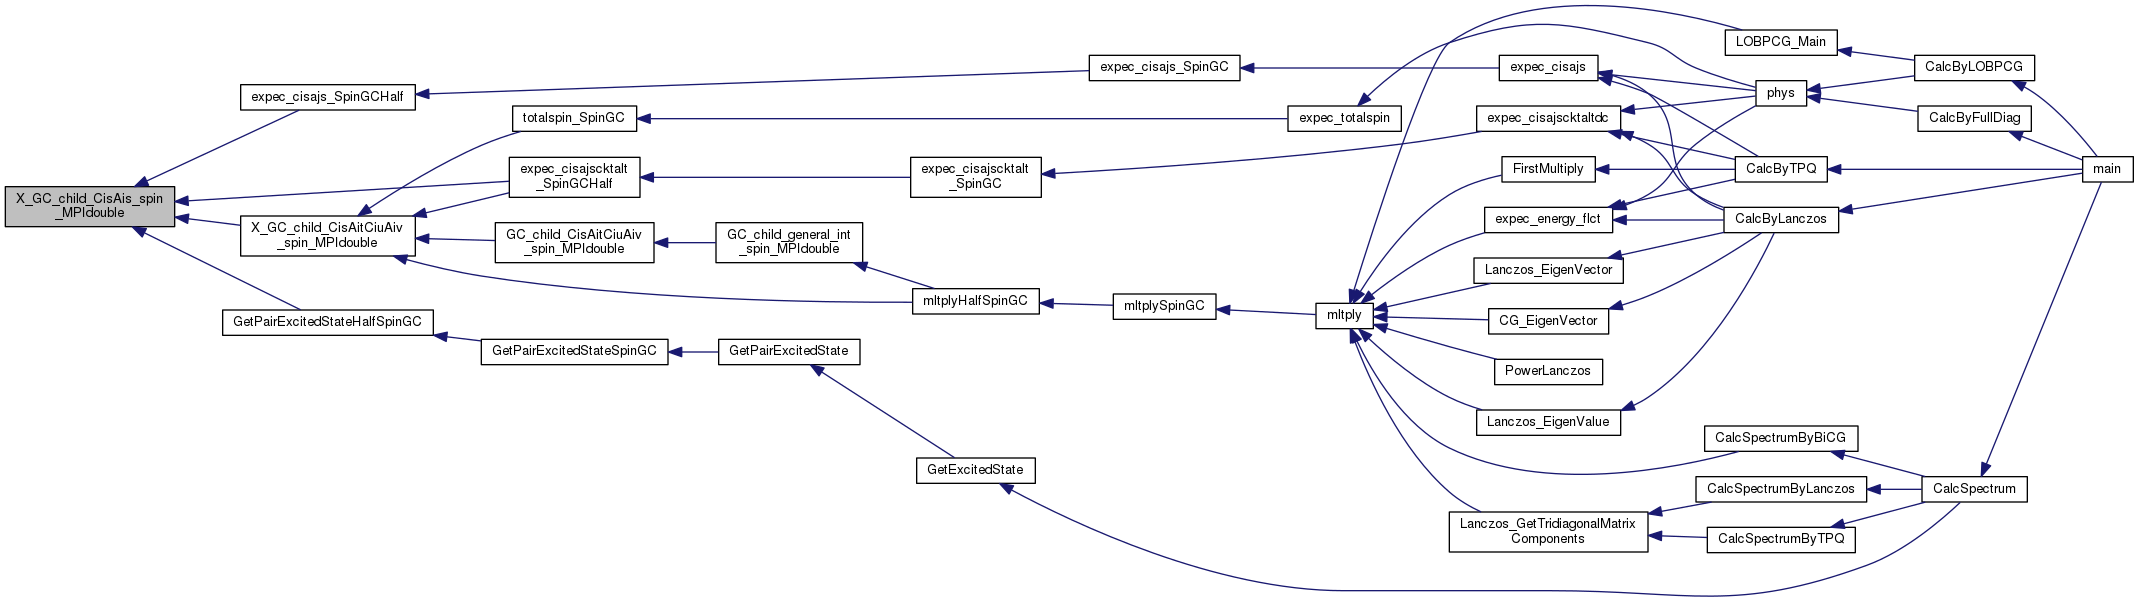 X_GC_child_CisAis_spin
_MPIdouble
expec_cisajs_SpinGCHalf
X_GC_child_CisAitCiuAiv
_spin_MPIdouble
GetPairExcitedStateHalfSpinGC
totalspin_SpinGC
expec_cisajscktalt
_SpinGCHalf
GC_child_CisAitCiuAiv
_spin_MPIdouble
GetPairExcitedStateSpinGC
GC_child_general_int
_spin_MPIdouble
GetPairExcitedState
expec_cisajscktalt
_SpinGC
mltplyHalfSpinGC
GetExcitedState
expec_cisajs_SpinGC
mltplySpinGC
expec_totalspin
mltply
expec_cisajs
expec_cisajscktaltdc
FirstMultiply
expec_energy_flct
Lanczos_EigenVector
CG_EigenVector
PowerLanczos
Lanczos_EigenValue
Lanczos_GetTridiagonalMatrix
Components
LOBPCG_Main
phys
CalcByTPQ
CalcByLanczos
CalcSpectrumByBiCG
CalcSpectrumByLanczos
CalcSpectrumByTPQ
CalcByLOBPCG
CalcByFullDiag
CalcSpectrum
main